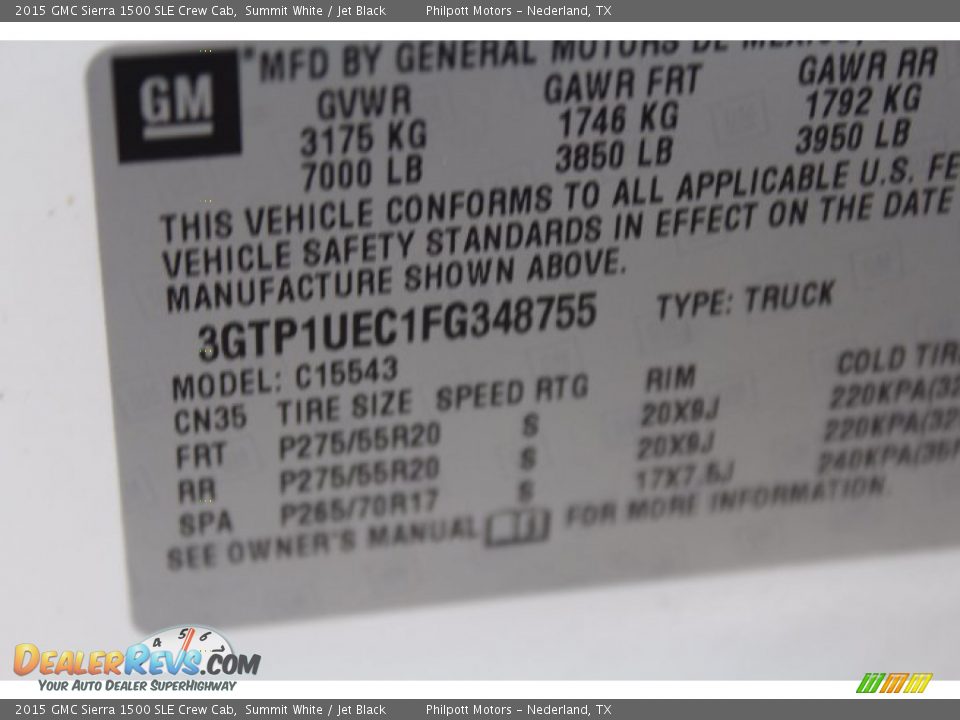 2015 GMC Sierra 1500 SLE Crew Cab, Summit White / Jet Black Philpott Motors - Nederland, TX
GM
*MFD BY GENERAL MOTORS DE MEXICO,
GVWR GAWR FRT GAWR RR
3175 KG 1746 KG 1792 KG
7000 LB 3850 LB 3950 LB
THIS VEHICLE CONFORMS TO ALL APPLICABLE U.S. FE
VEHICLE SAFETY STANDARDS IN EFFECT ON THE DATE
MANUFACTURE SHOWN ABOVE.
3GTP1UEC1FG348755 TYPE: TRUCK
MODEL: C15543
CN35 TIRE SIZE SPEED RTG RIM COLD TIR
FRT P275/55R20 S 20X9J 220KPA(32
RR P275/55R20 S 20X9J 220KPA(32
SPA P265/70R17 S 17X7.5J 240KPA(35
SEE OWNER'S MANUAL FOR MORE INFORMATION.
4 5 6 7
DEALERREVS.COM
YOUR AUTO DEALER SUPERHIGHWAY
2015 GMC Sierra 1500 SLE Crew Cab, Summit White / Jet Black Philpott Motors - Nederland, TX